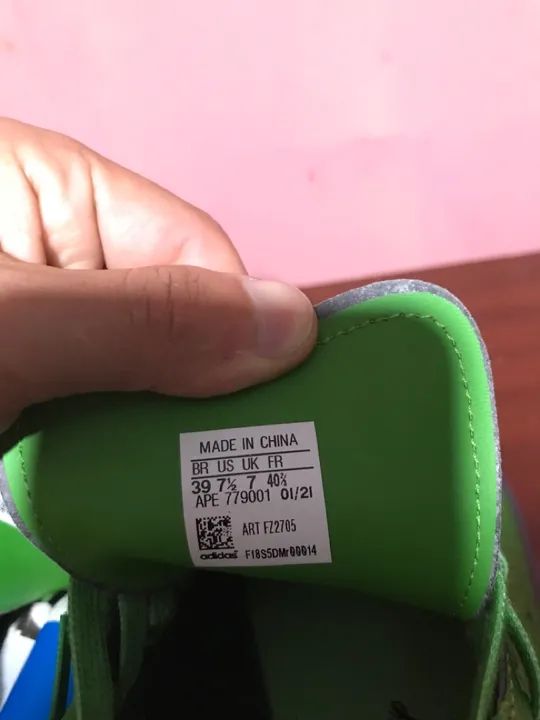 MADE IN CHINA
BR US UK FR
39 7½ 7 40⅔
APE 779001 01/21
ART FZ2705
adidas F18S5DMr00014